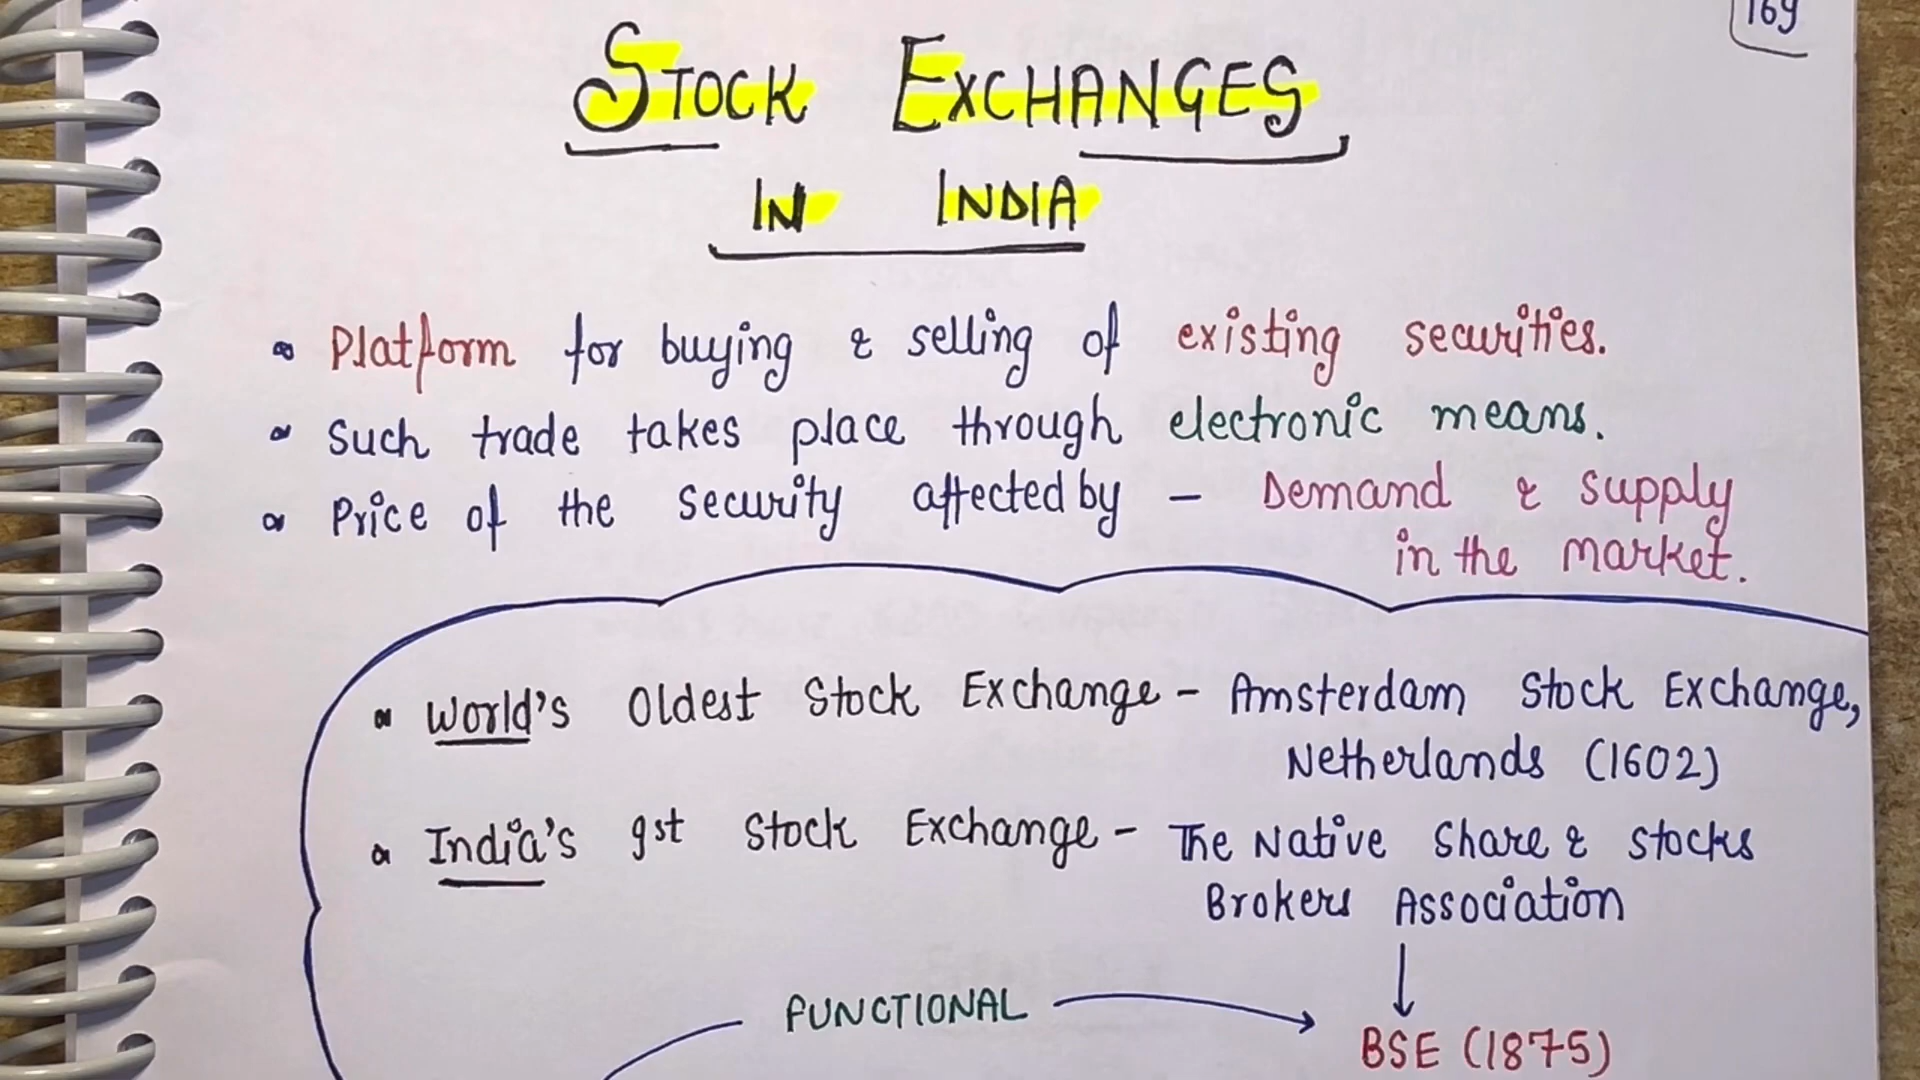 169
STOCK EXCHANGES
IN INDIA
Platform for buying & selling of existing securities.
Such trade takes place through electronic means.
Price of the security affected by – Demand & supply
in the market.
World's Oldest Stock Exchange – Amsterdam Stock Exchange,
Netherlands (1602)
India's 1st Stock Exchange – The Native Share & Stocks
Brokers Association
FUNCTIONAL
BSE (1875)